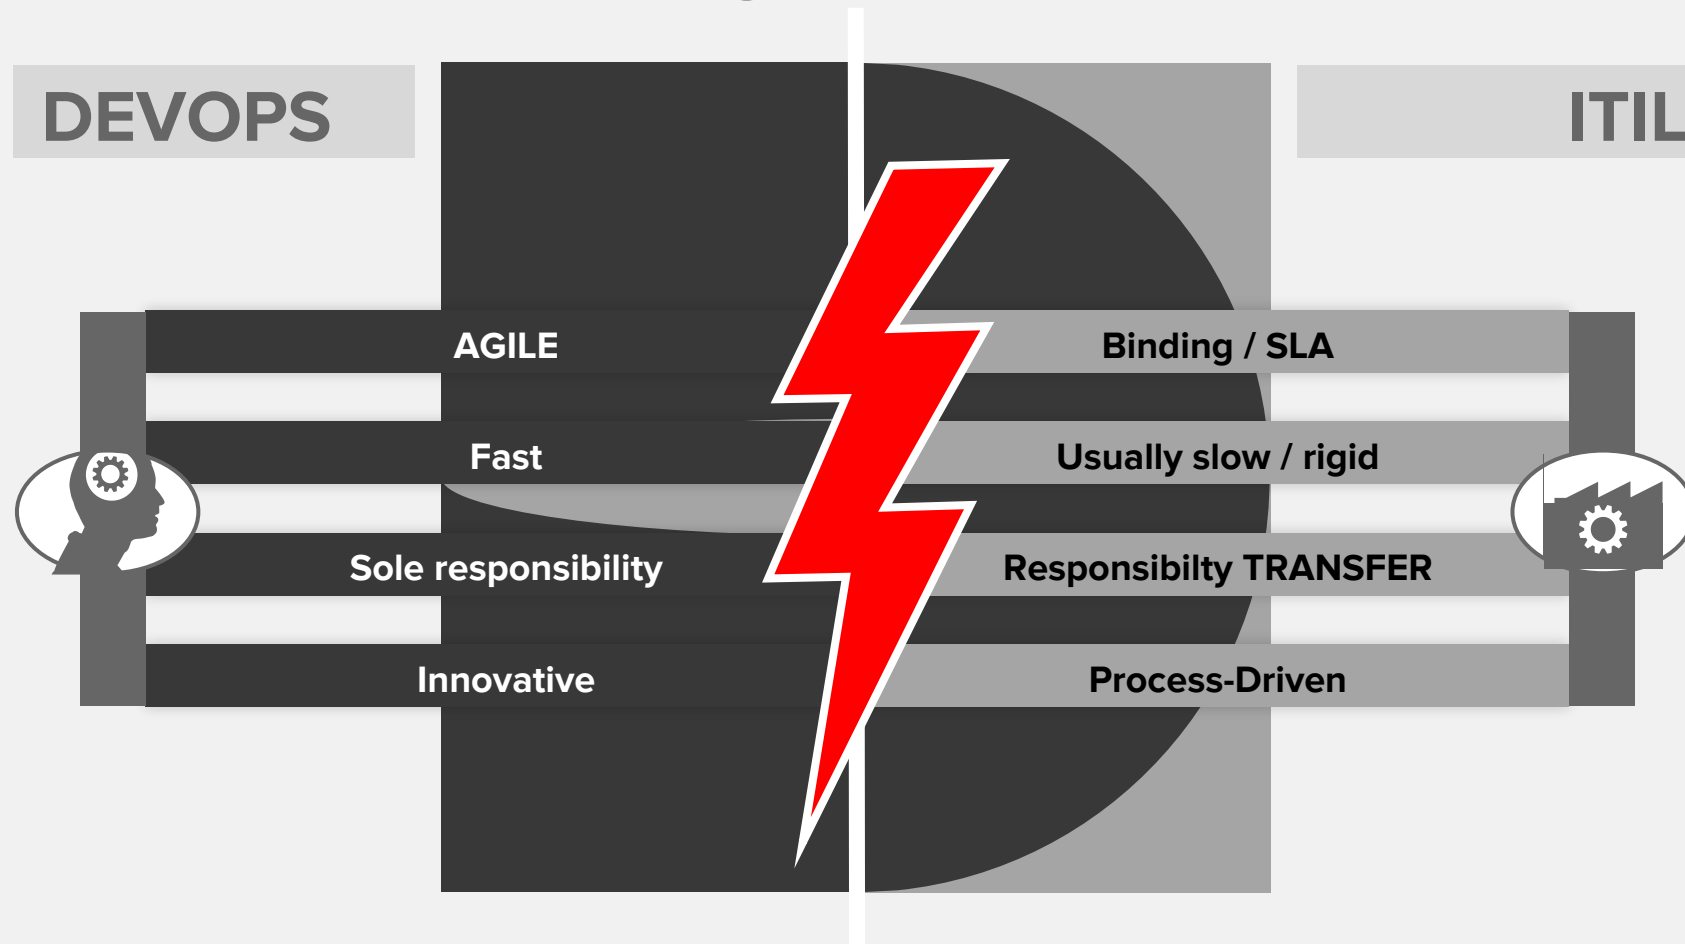 DEVOPS
ITIL
AGILE
Binding / SLA
Fast
Usually slow / rigid
Sole responsibility
Responsibilty TRANSFER
Innovative
Process-Driven